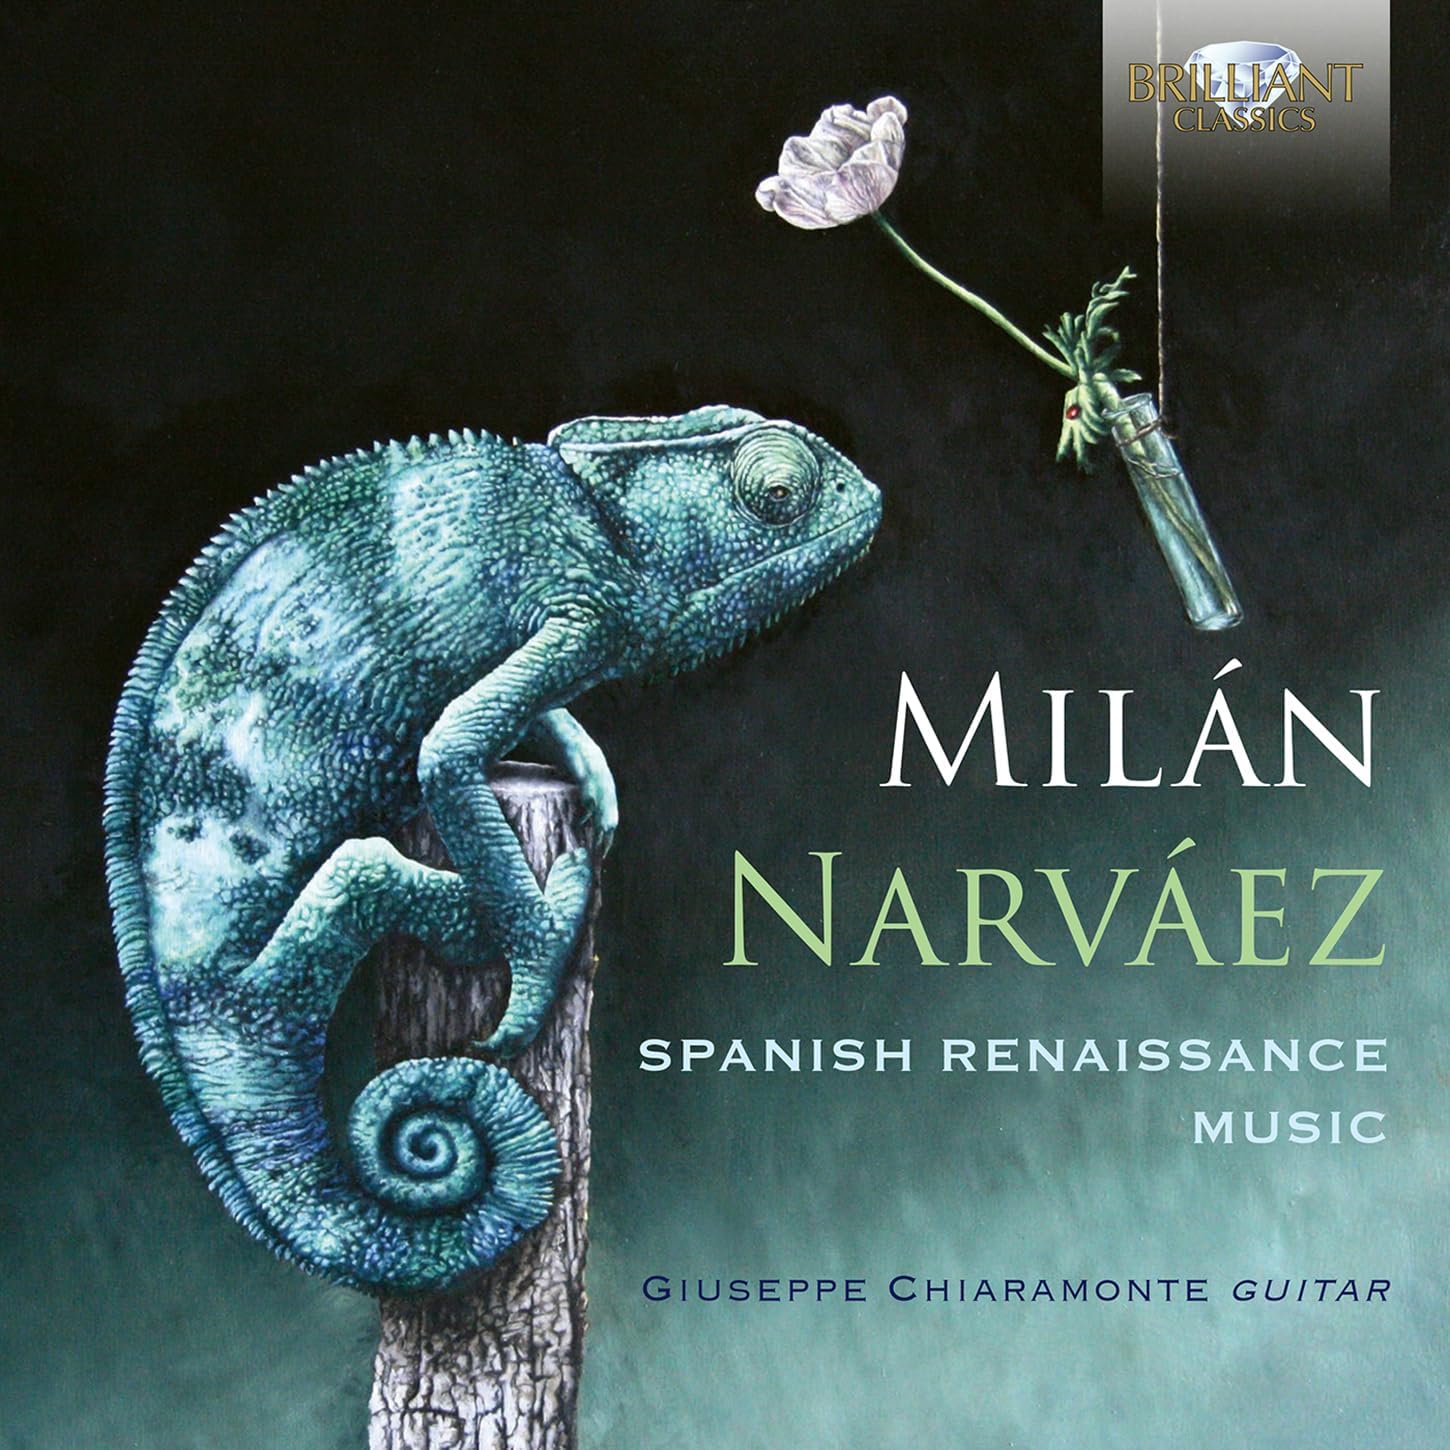 BRILLIANT
CLASSICS
MILÁN
NARVÁEZ
SPANISH RENAISSANCE
MUSIC
GIUSEPPE CHIARAMONTE GUITAR